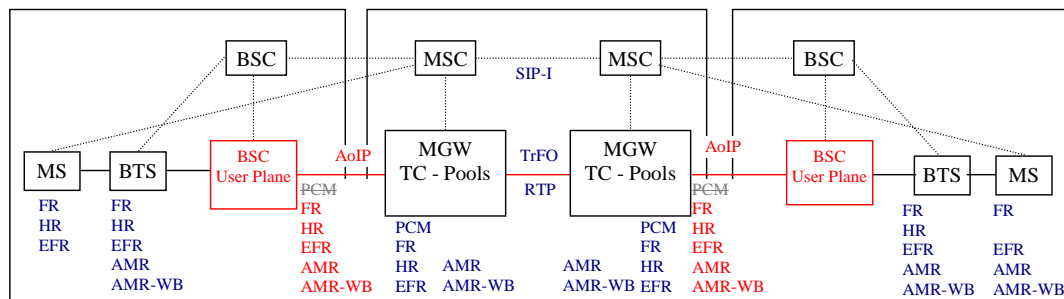 BSC
MSC
MSC
BSC
SIP-I
MS
BTS
BSC
User Plane
AoIP
MGW
TC - Pools
TrFO
RTP
MGW
TC - Pools
AoIP
BSC
User Plane
BTS
MS
FR
HR
EFR
FR
HR
EFR
AMR
AMR-WB
PCM
FR
HR
EFR
AMR
AMR-WB
PCM
FR
HR
EFR
AMR
AMR-WB
AMR
AMR-WB
PCM
FR
HR
EFR
PCM
FR
HR
EFR
AMR
AMR-WB
FR
HR
EFR
AMR
AMR-WB
FR
EFR
AMR
AMR-WB